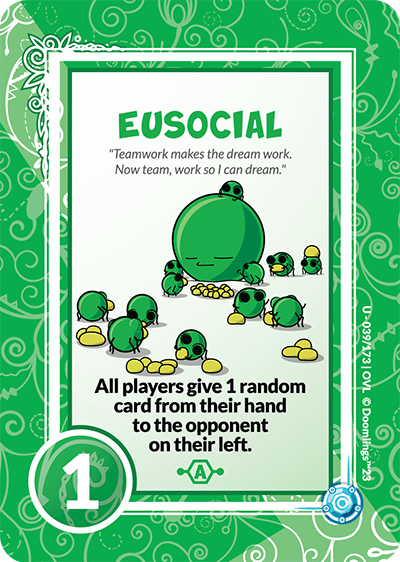 EUSOCIAL
"Teamwork makes the dream work.
Now team, work so I can dream."
All players give 1 random
card from their hand
to the opponent
on their left.
A
1
U-039/173 | OVL © Doomlings™ 23